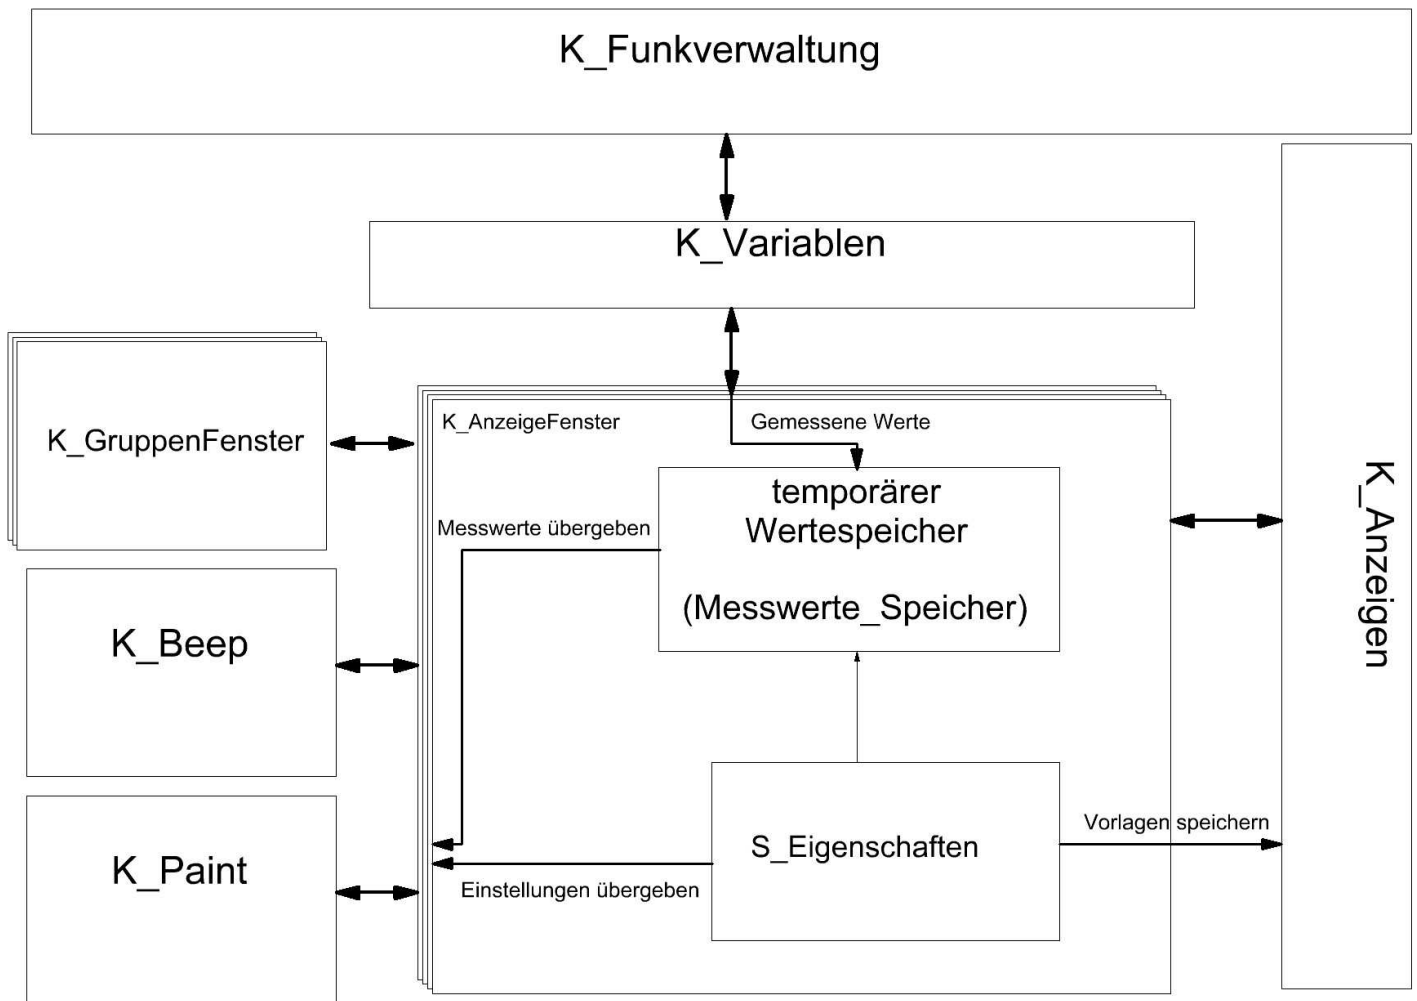 K_Funkverwaltung
K_Variablen
K_GruppenFenster
K_AnzeigeFenster
Gemessene Werte
temporärer
Wertespeicher
(Messwerte_Speicher)
Messwerte übergeben
K_Anzeigen
K_Beep
K_Paint
S_Eigenschaften
Vorlagen speichern
Einstellungen übergeben